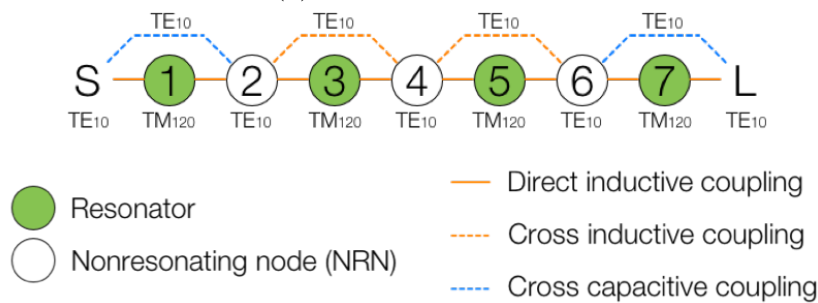 TE10 TE10 TE10 TE10
S 1 2 3 4 5 6 7 L
TE10 TM120 TE10 TM120 TE10 TM120 TE10 TM120 TE10
Resonator
Nonresonating node (NRN)
Direct inductive coupling
Cross inductive coupling
Cross capacitive coupling